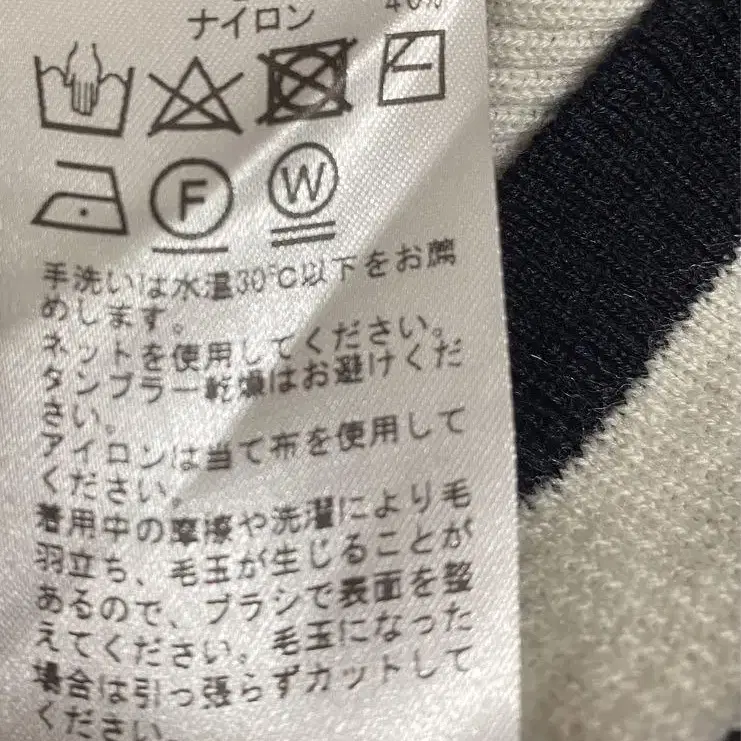 ナイロン
40%
F
W
手洗いは水温30℃以下をお薦
めします。
ネットを使用してください。
タンブラー乾燥はお避けくだ
さい。
アイロンは当て布を使用して
ください。
着用中の摩擦や洗濯により毛
羽立ち、毛玉が生じることが
あるので、ブラシで表面を整
えてください。毛玉になった
場合は引っ張らずカットして
ください。